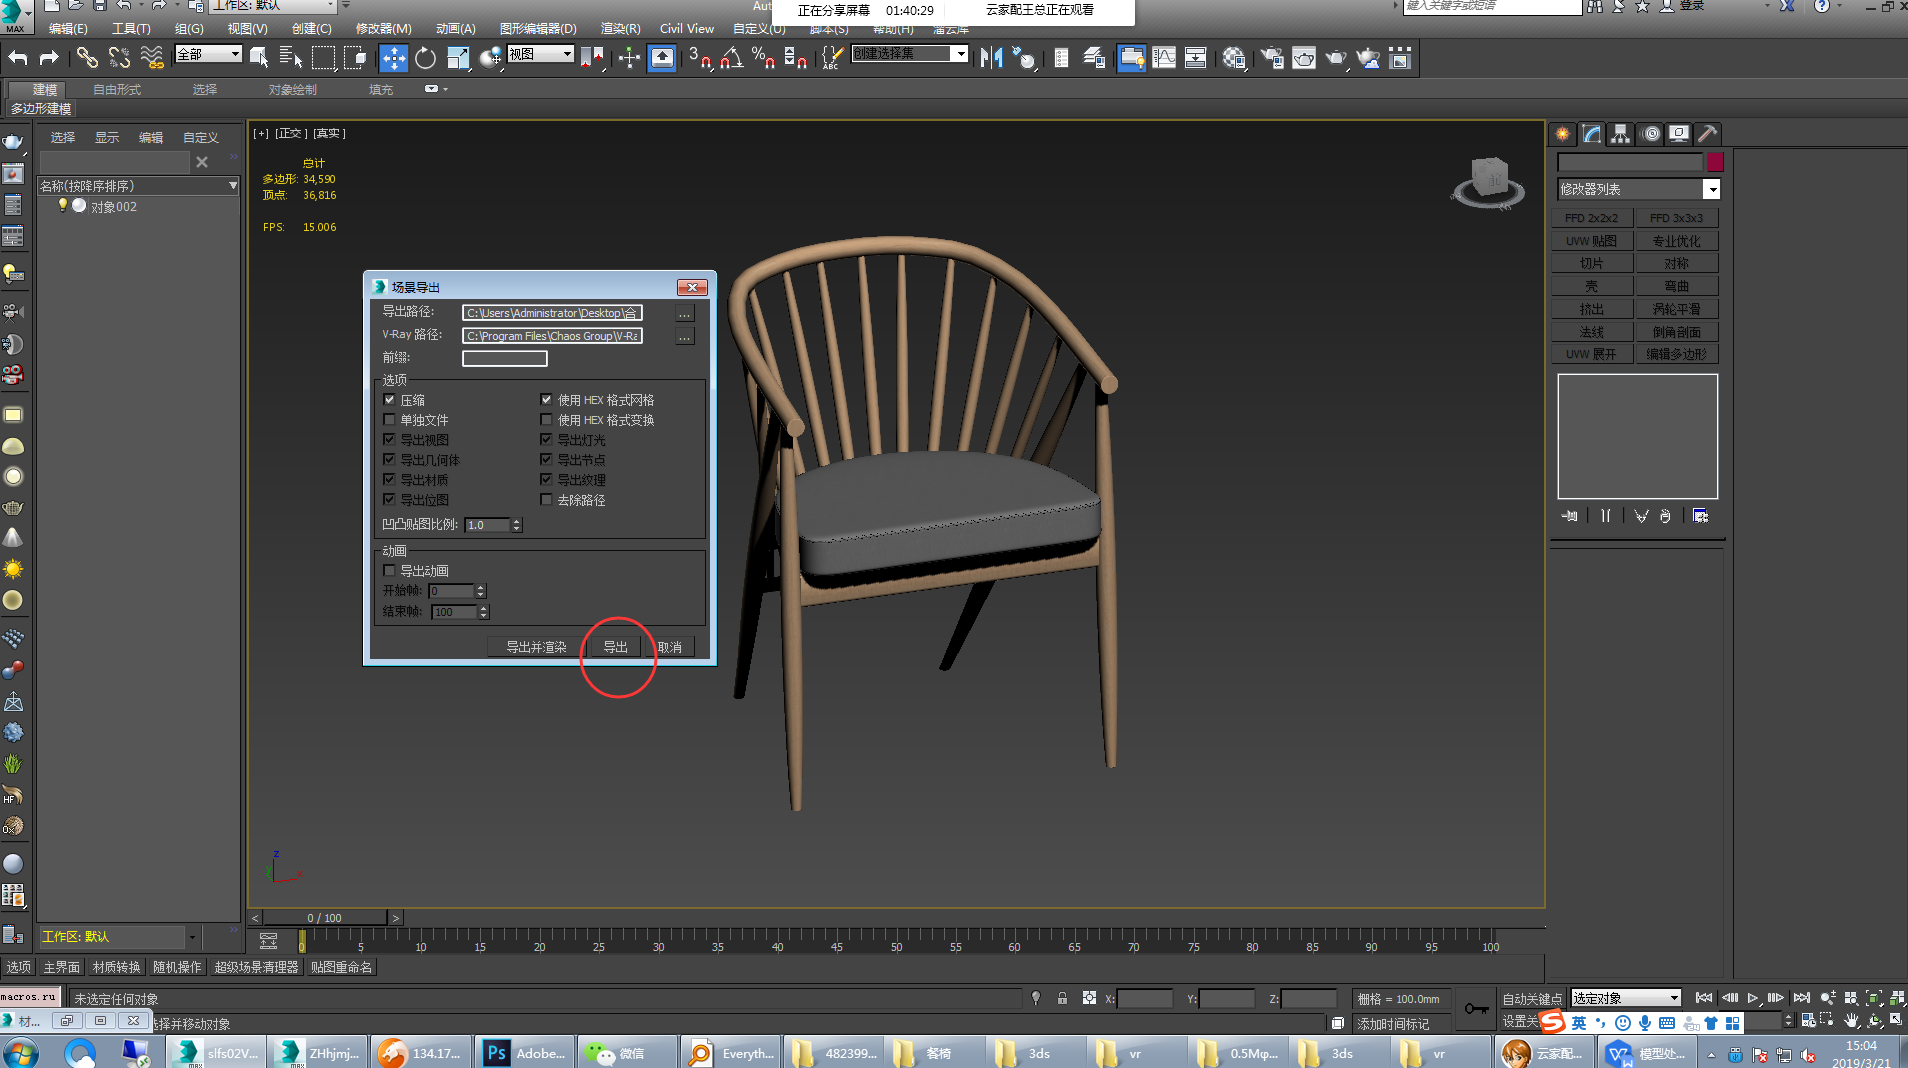 工作区: 默认
Aut
正在分享屏幕 01:40:29 云家配王总正在观看
键入关键字或短语
登录
MAX
编辑(E) 工具(T) 组(G) 视图(V) 创建(C) 修改器(M) 动画(A) 图形编辑器(D) 渲染(R) Civil View 自定义(U) 脚本(S) 帮助(H) 渲云库
全部
视图
创建选择集
建模 自由形式 选择 对象绘制 填充
多边形建模
选择 显示 编辑 自定义
名称(按降序排序)
对象002
[+] [正交] [真实]
总计
多边形: 34,590
顶点: 36,816
FPS: 15.006
场景导出
导出路径: C:\Users\Administrator\Desktop\合 ...
V-Ray 路径: C:\Program Files\Chaos Group\V-Ra ...
前缀:
选项
压缩 使用 HEX 格式网格
单独文件 使用 HEX 格式变换
导出视图 导出灯光
导出几何体 导出节点
导出材质 导出纹理
导出位图 去除路径
凹凸贴图比例: 1.0
动画
导出动画
开始帧: 0
结束帧: 100
导出并渲染 导出 取消
修改器列表
FFD 2x2x2 FFD 3x3x3
UVW 贴图 专业优化
切片 对称
壳 弯曲
挤出 涡轮平滑
法线 倒角剖面
UVW 展开 编辑多边形
z
x
< 0 / 100 >
工作区: 默认
0 5 10 15 20 25 30 35 40 45 50 55 60 65 70 75 80 85 90 95 100
选项 主界面 材质转换 随机操作 超级场景清理器 贴图重命名
macros.ru 未选定任何对象 X: Y: Z: 栅格 = 100.0mm 自动关键点 选定对象
材... 选择并移动对象 添加时间标记 设置关 英
slfs02V... ZHhjmj... 134.17... Adobe... 微信 Everyth... 482399... 餐椅 3ds vr 0.5Mφ... 3ds vr 云家配... 模型处...
15:04
2019/3/21